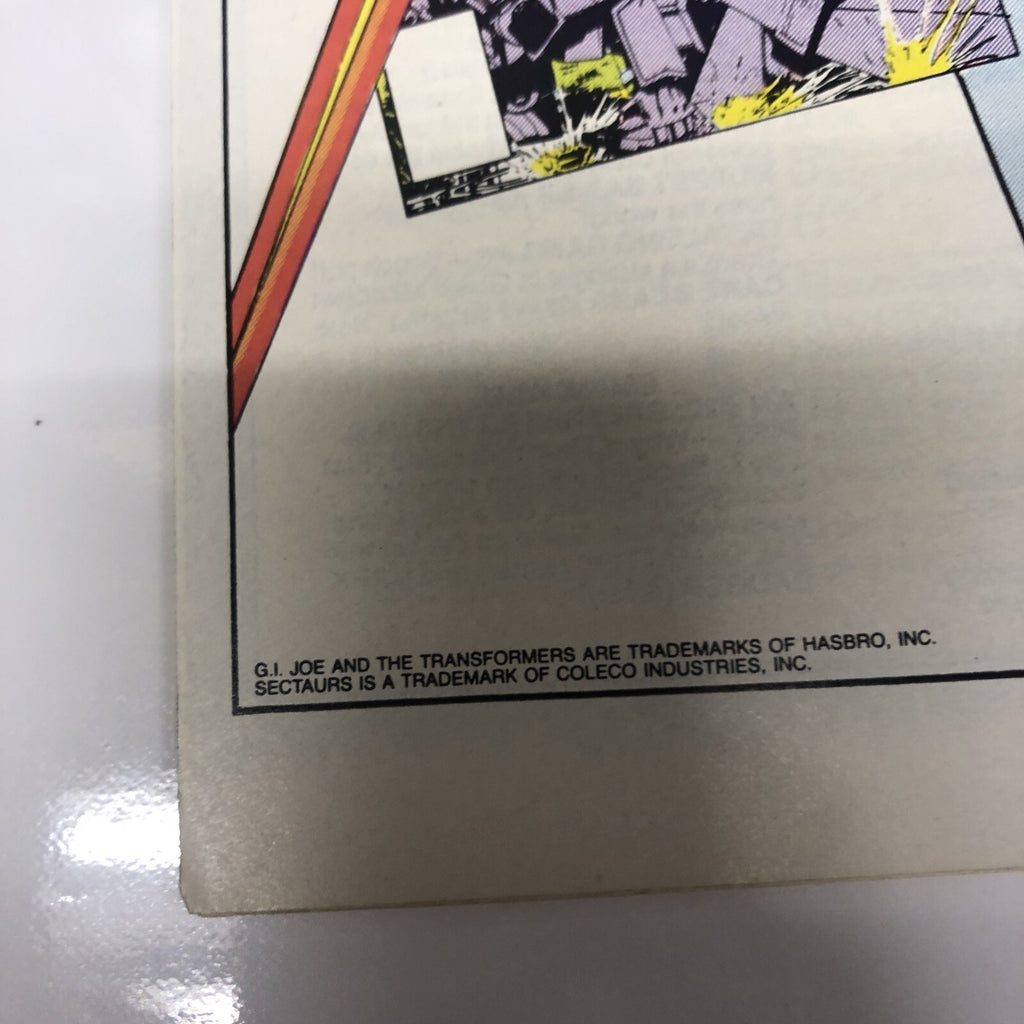 G.I. JOE AND THE TRANSFORMERS ARE TRADEMARKS OF HASBRO, INC.
SECTAURS IS A TRADEMARK OF COLECO INDUSTRIES, INC.